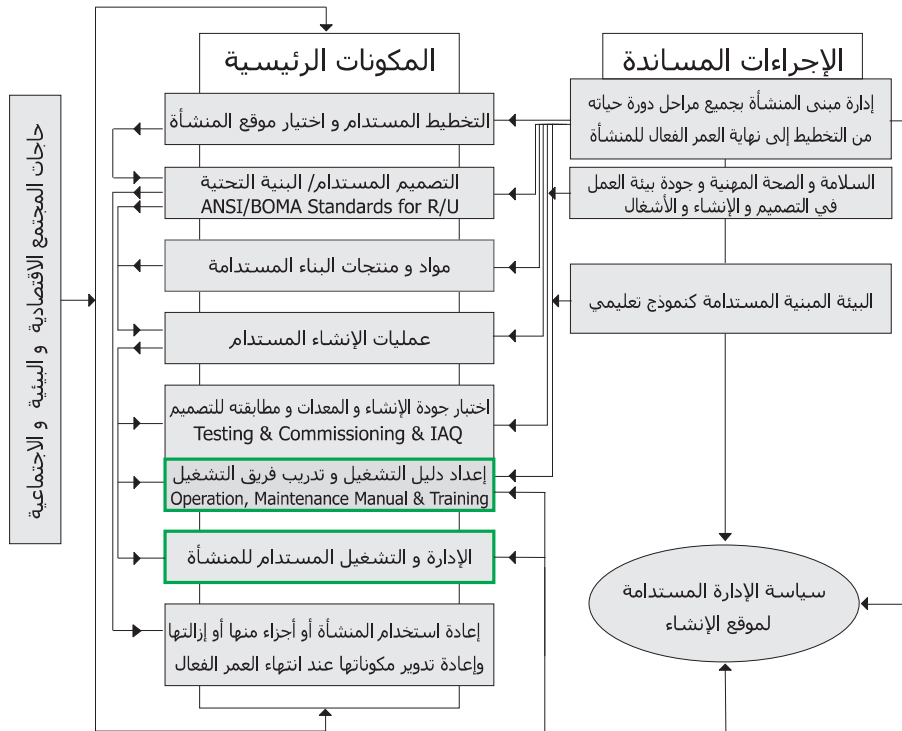 الإجراءات المساندة
إدارة مبنى المنشأة بجميع مراحل دورة حياته
من التخطيط إلى نهاية العمر الفعال للمنشأة
السلامة و الصحة المهنية و جودة بيئة العمل
في التصميم و الإنشاء و الأشغال
البيئة المبنية المستدامة كنموذج تعليمي
سياسة الإدارة المستدامة
لموقع الإنشاء
المكونات الرئيسية
التخطيط المستدام و اختيار موقع المنشأة
التصميم المستدام/ البنية التحتية
ANSI/BOMA Standards for R/U
مواد و منتجات البناء المستدامة
عمليات الإنشاء المستدام
اختبار جودة الإنشاء و المعدات و مطابقته للتصميم
Testing & Commissioning & IAQ
إعداد دليل التشغيل و تدريب فريق التشغيل
Operation, Maintenance Manual & Training
الإدارة و التشغيل المستدام للمنشأة
إعادة استخدام المنشأة أو أجزاء منها أو إزالتها
وإعادة تدوير مكوناتها عند انتهاء العمر الفعال
حاجات المجتمع الاقتصادية و البيئية و الاجتماعية